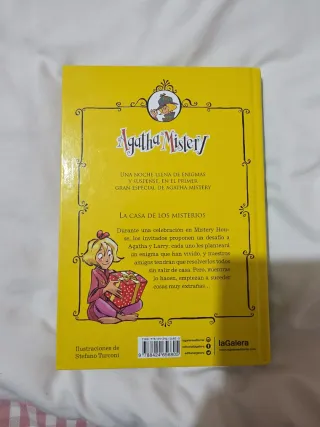 Agatha Mistery
UNA NOCHE LLENA DE ENIGMAS
Y SUSPENSE, EN EL PRIMER
GRAN ESPECIAL DE AGATHA MISTERY
LA CASA DE LOS MISTERIOS
Durante una celebración en Mistery Hou-
se, los invitados proponen un desafío a
Agatha y Larry: cada uno les planteará
un enigma que han vivido, y nuestros
amigos tendrán que resolverlos todos
sin salir de casa. Pero, mientras
lo hacen, empiezan a suceder
cosas muy extrañas...
Ilustraciones de
Stefano Turconi
laGalera